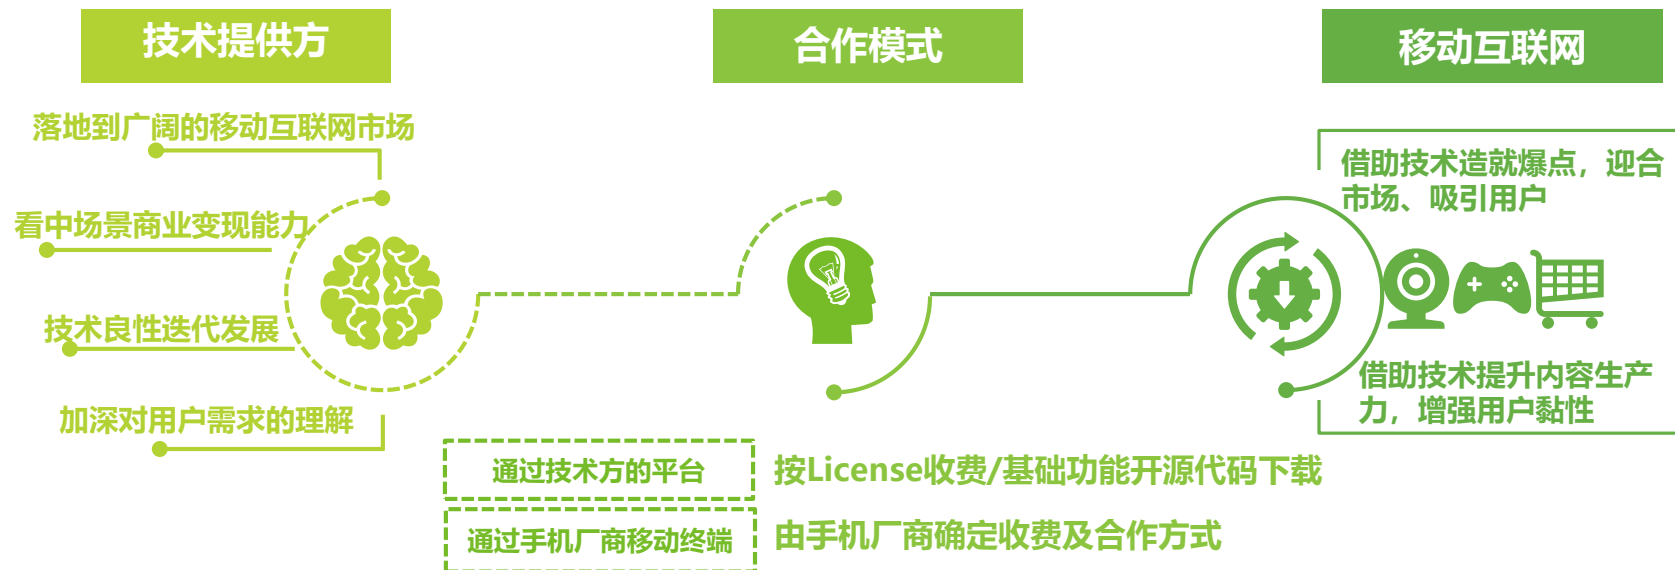 技术提供方
合作模式
移动互联网
落地到广阔的移动互联网市场
看中场景商业变现能力
技术良性迭代发展
加深对用户需求的理解
借助技术造就爆点，迎合
市场、吸引用户
借助技术提升内容生产
力，增强用户黏性
通过技术方的平台
按License收费/基础功能开源代码下载
通过手机厂商移动终端
由手机厂商确定收费及合作方式